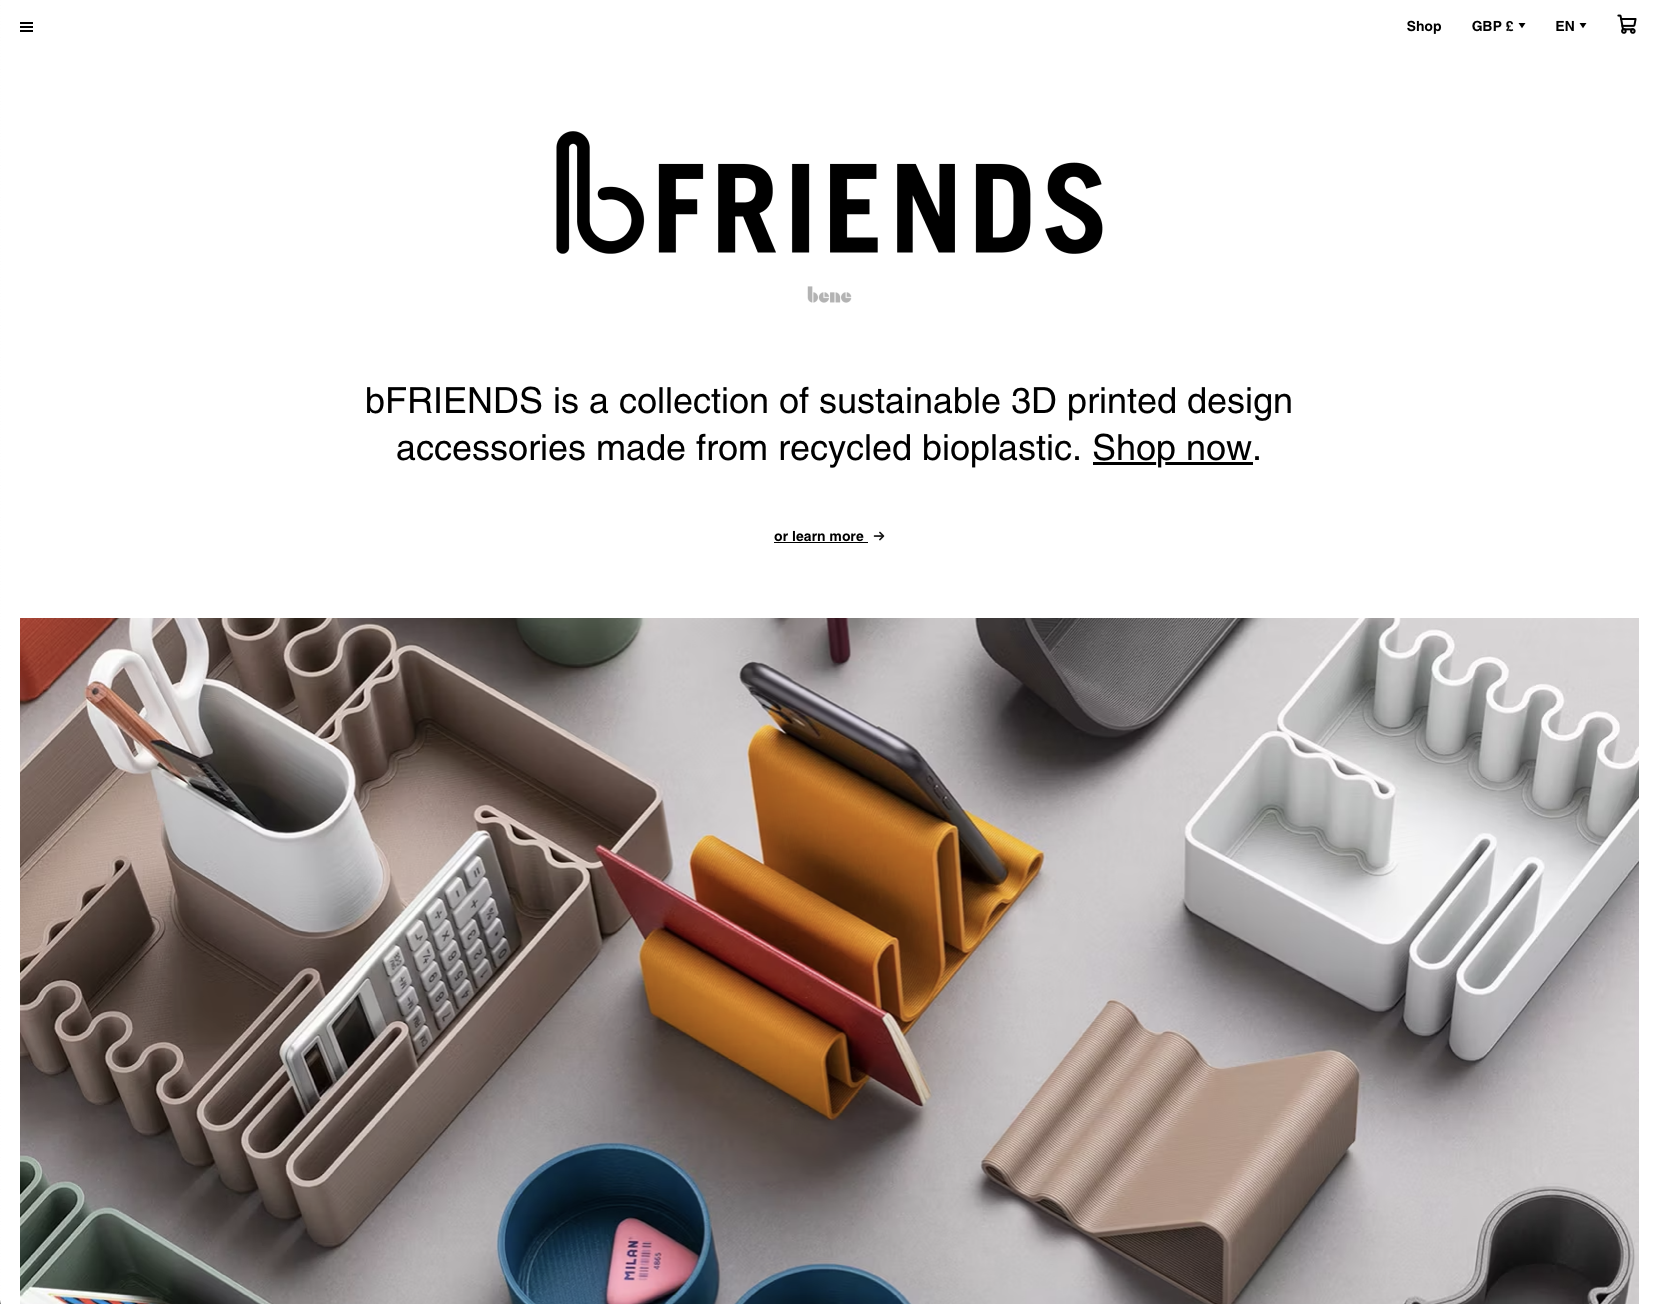 Shop
GBP £
EN
bFRIENDS
bene
bFRIENDS is a collection of sustainable 3D printed design
accessories made from recycled bioplastic. Shop now.
or learn more
MILAN
4865